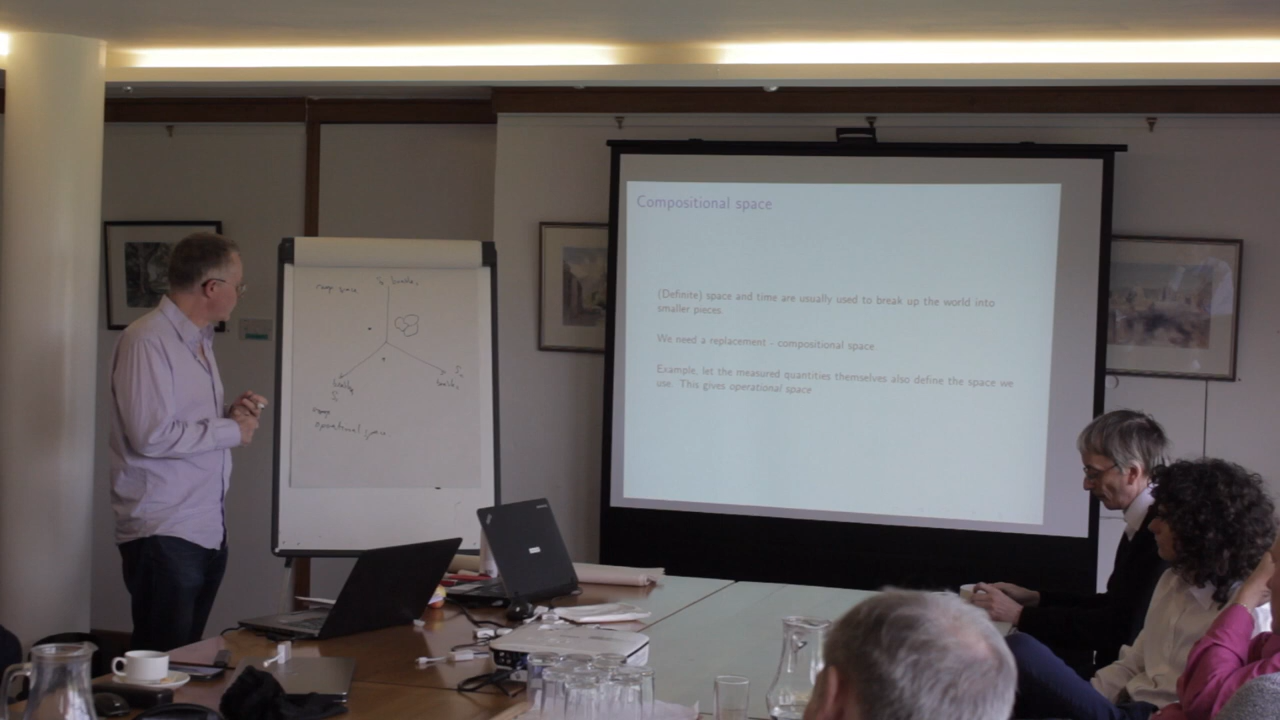 Compositional space
(Definite) space and time are usually used to break up the world into
smaller pieces.
We need a replacement - compositional space
Example, let the measured quantities themselves also define the space we
use. This gives operational space
space
operational space